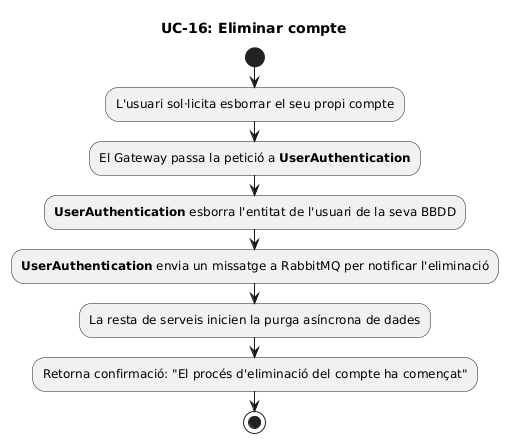 UC-16: Eliminar compte
L'usuari sol·licita esborrar el seu propi compte
El Gateway passa la petició a UserAuthentication
UserAuthentication esborra l'entitat de l'usuari de la seva BBDD
UserAuthentication envia un missatge a RabbitMQ per notificar l'eliminació
La resta de serveis inicien la purga asíncrona de dades
Retorna confirmació: "El procés d'eliminació del compte ha començat"